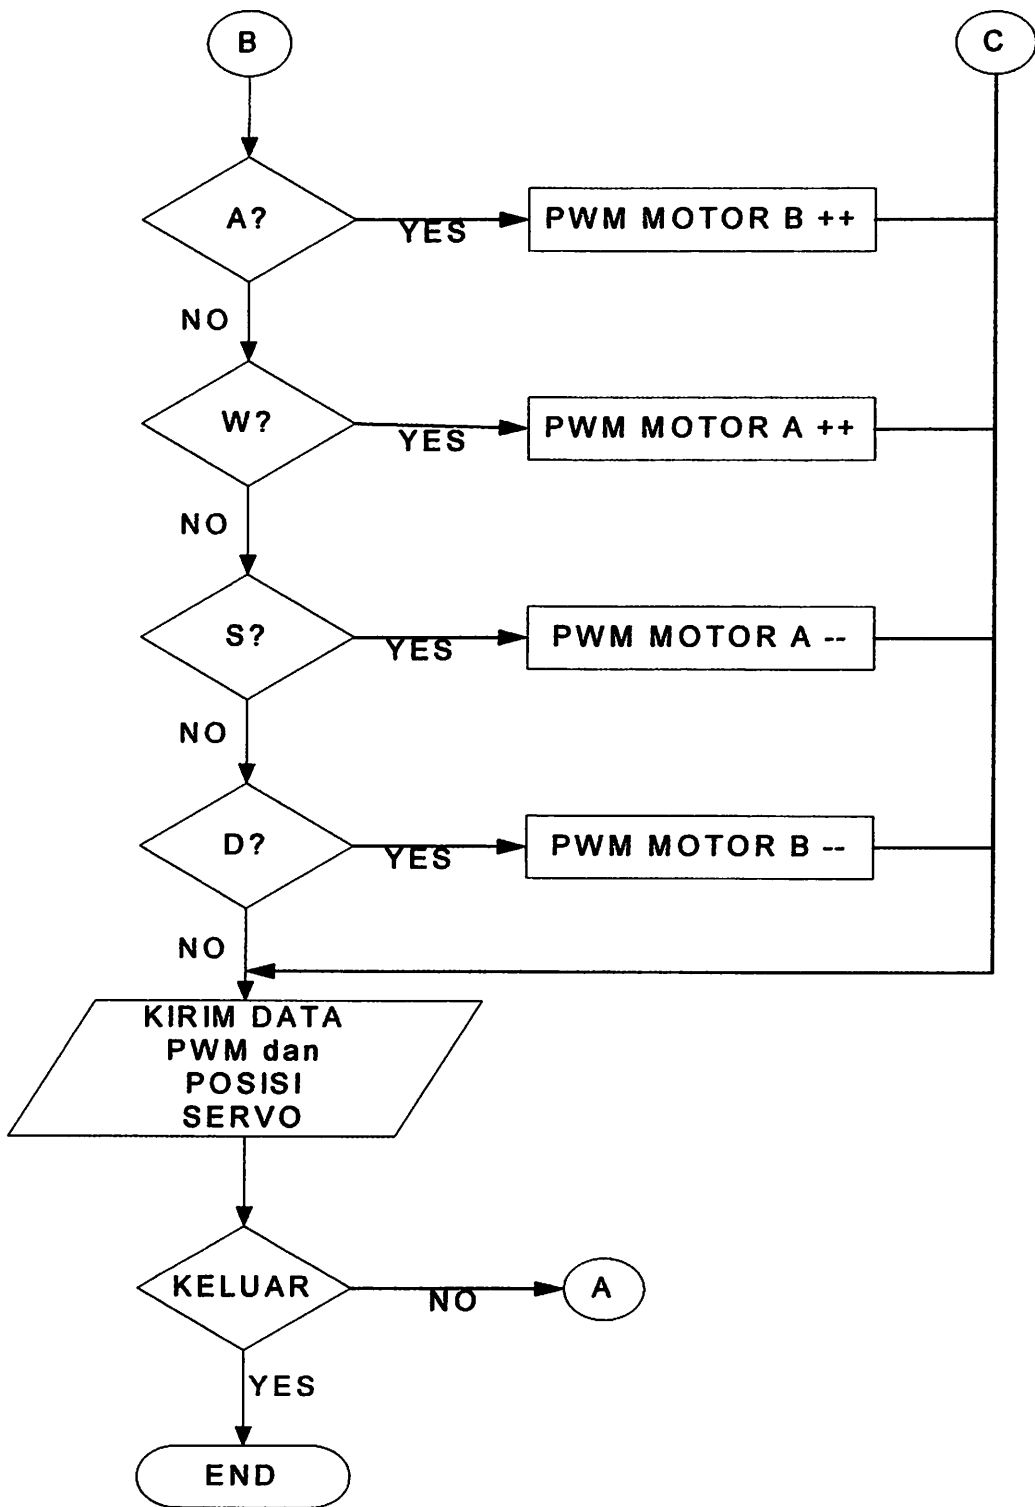 B
C
A?
YES
PWM MOTOR B ++
NO
W?
YES
PWM MOTOR A ++
NO
S?
YES
PWM MOTOR A --
NO
D?
YES
PWM MOTOR B --
NO
KIRIM DATA
PWM dan
POSISI
SERVO
KELUAR
NO
A
YES
END